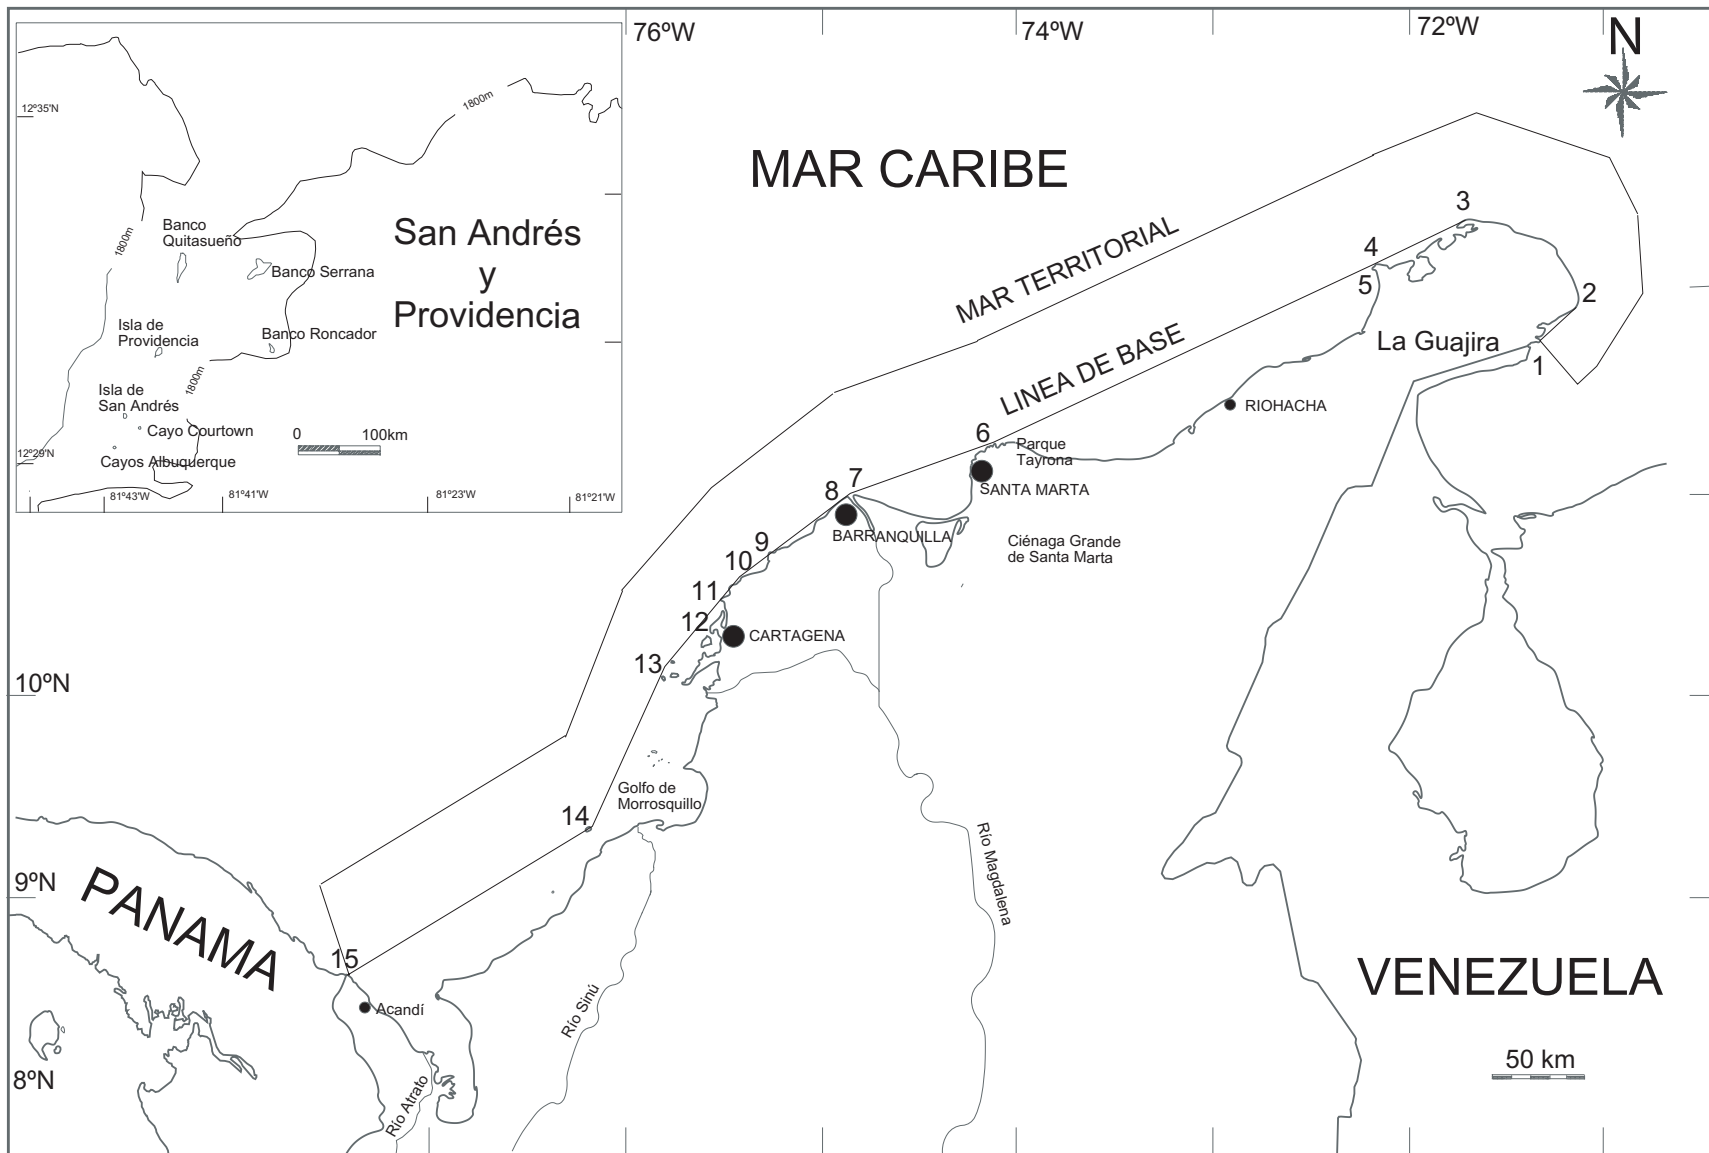 76ºW
74ºW
72ºW
N
12º35'N
1800m
1800m
MAR CARIBE
San Andrés
y
Providencia
Banco
Quitasueño
Banco Serrana
Isla de
Providencia
Banco Roncador
1800m
Isla de
San Andrés
Cayo Courtown
0
100km
12º29'N
Cayos Albuquerque
81º43'W
81º41'W
81º23'W
81º21'W
MAR TERRITORIAL
LINEA DE BASE
3
4
5
2
La Guajira
1
RIOHACHA
6
Parque
Tayrona
SANTA MARTA
7
8
BARRANQUILLA
Ciénaga Grande
de Santa Marta
9
10
11
12
CARTAGENA
13
10ºN
Golfo de
Morrosquillo
14
Río Magdalena
9ºN
PANAMA
15
Acandí
Río Sinú
VENEZUELA
50 km
8ºN
Río Atrato